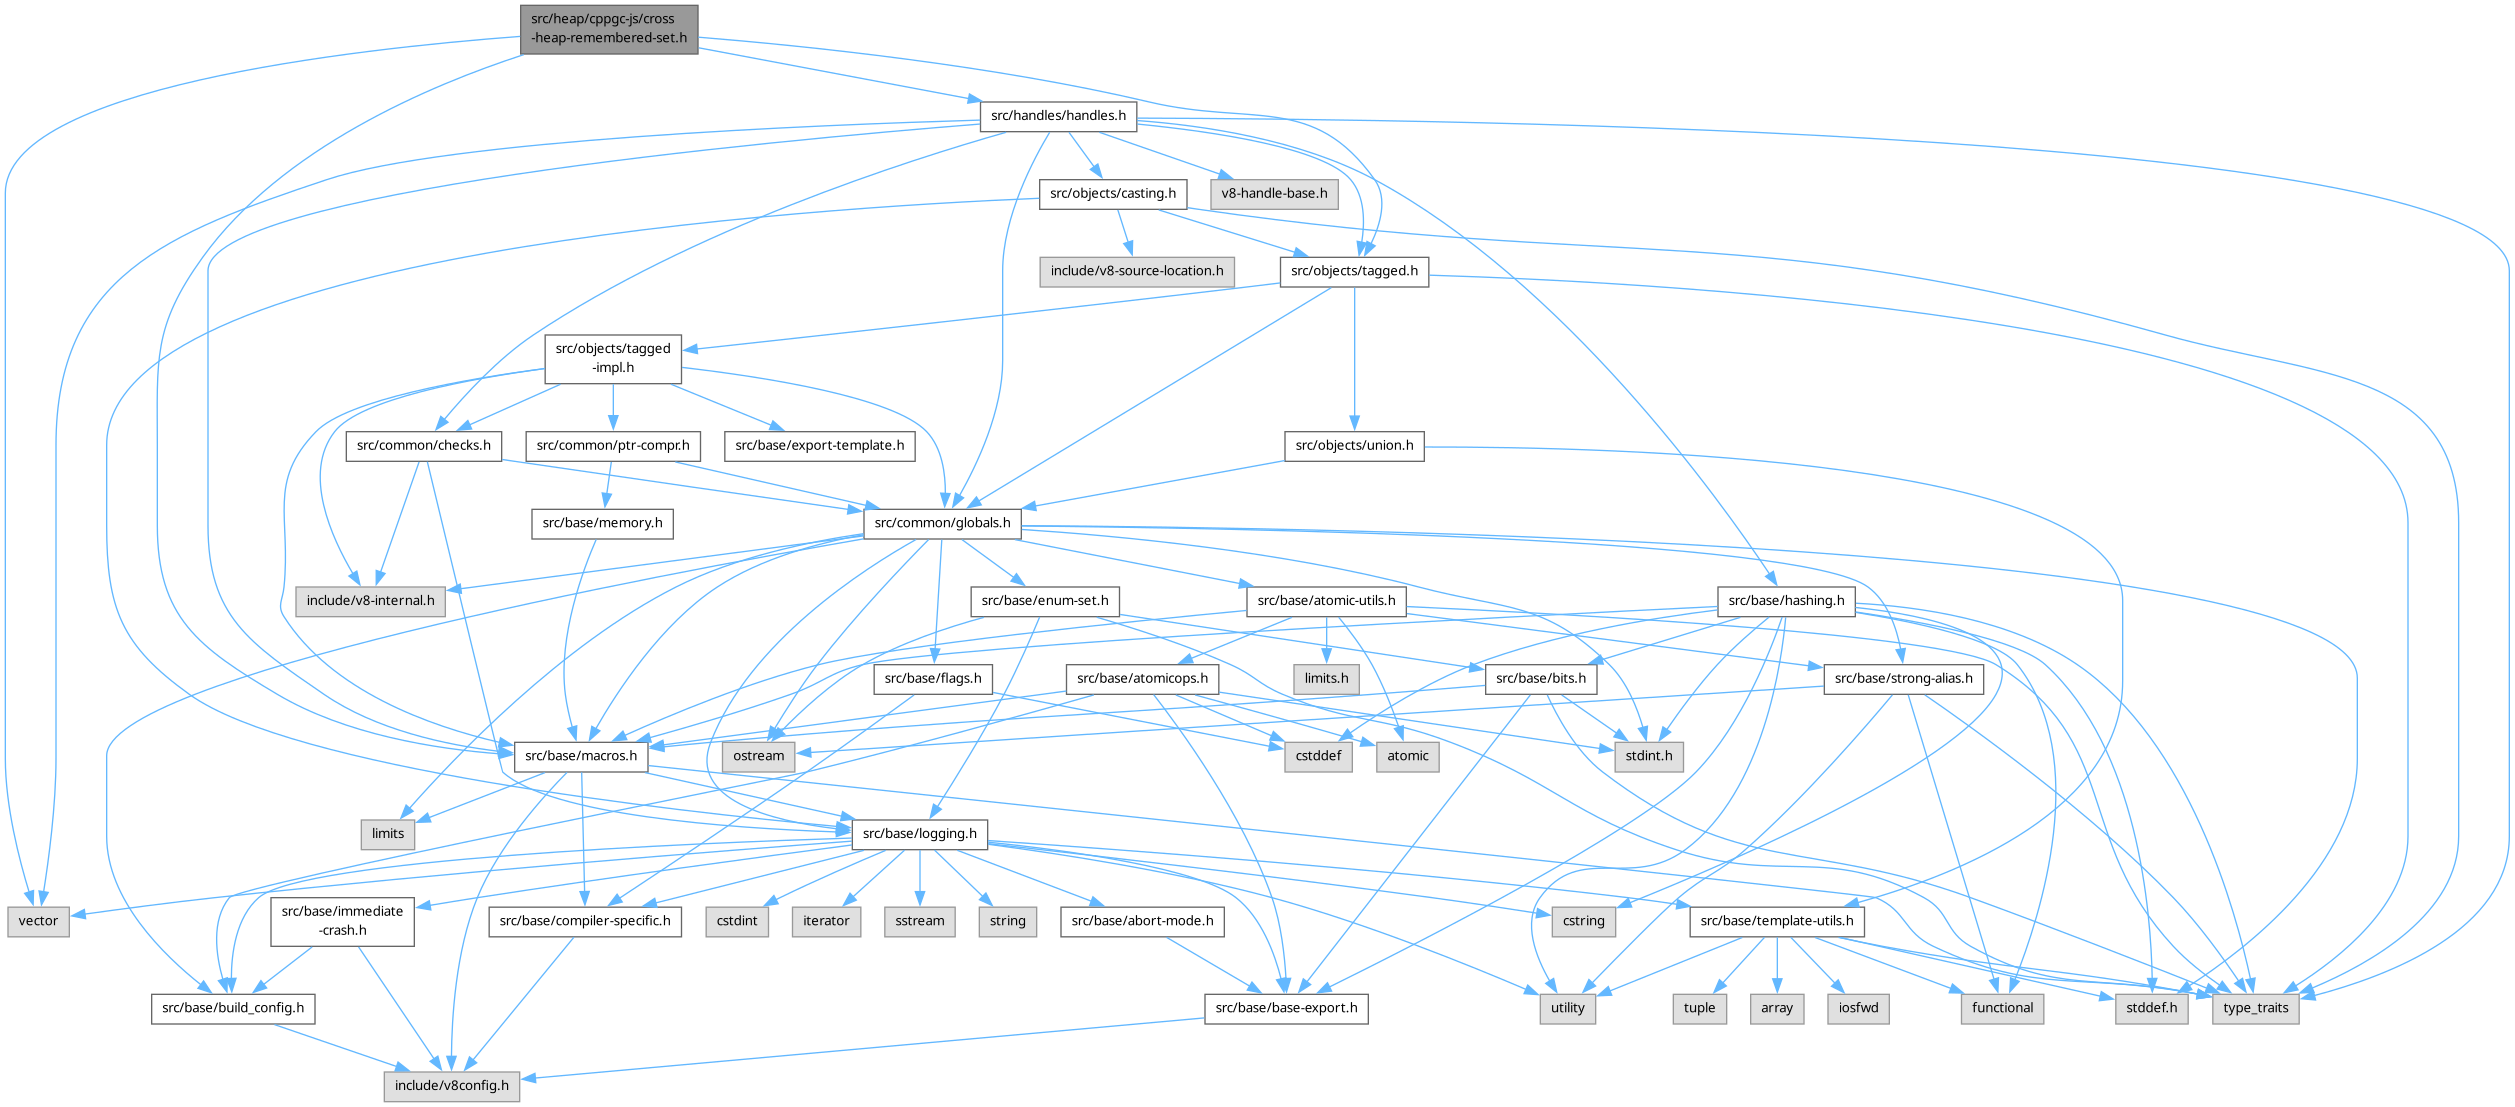 src/heap/cppgc-js/cross
-heap-remembered-set.h
src/handles/handles.h
src/objects/casting.h
v8-handle-base.h
include/v8-source-location.h
src/objects/tagged.h
src/objects/tagged
-impl.h
src/common/checks.h
src/common/ptr-compr.h
src/base/export-template.h
src/objects/union.h
src/base/memory.h
src/common/globals.h
include/v8-internal.h
src/base/enum-set.h
src/base/atomic-utils.h
src/base/hashing.h
src/base/flags.h
src/base/atomicops.h
limits.h
src/base/bits.h
src/base/strong-alias.h
src/base/macros.h
ostream
cstddef
atomic
stdint.h
limits
src/base/logging.h
vector
src/base/immediate
-crash.h
src/base/compiler-specific.h
cstdint
iterator
sstream
string
src/base/abort-mode.h
cstring
src/base/template-utils.h
src/base/build_config.h
src/base/base-export.h
utility
tuple
array
iosfwd
functional
stddef.h
type_traits
include/v8config.h